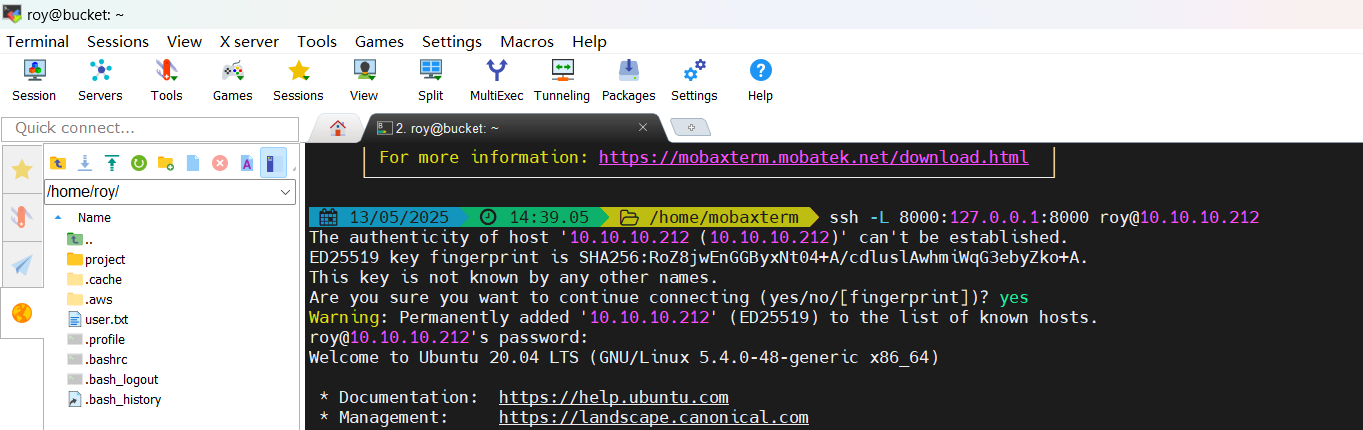 roy@bucket: ~
Terminal Sessions View X server Tools Games Settings Macros Help
Session Servers Tools Games Sessions View Split MultiExec Tunneling Packages Settings Help
Quick connect...
2. roy@bucket: ~
/home/roy/
Name
..
project
.cache
.aws
user.txt
.profile
.bashrc
.bash_logout
.bash_history
For more information: https://mobaxterm.mobatek.net/download.html
13/05/2025 14:39.05 /home/mobaxterm ssh -L 8000:127.0.0.1:8000 roy@10.10.10.212
The authenticity of host '10.10.10.212 (10.10.10.212)' can't be established.
ED25519 key fingerprint is SHA256:RoZ8jwEnGGByxNt04+A/cdluslAwhmiWqG3ebyZko+A.
This key is not known by any other names.
Are you sure you want to continue connecting (yes/no/[fingerprint])? yes
Warning: Permanently added '10.10.10.212' (ED25519) to the list of known hosts.
roy@10.10.10.212's password:
Welcome to Ubuntu 20.04 LTS (GNU/Linux 5.4.0-48-generic x86_64)
* Documentation: https://help.ubuntu.com
* Management: https://landscape.canonical.com